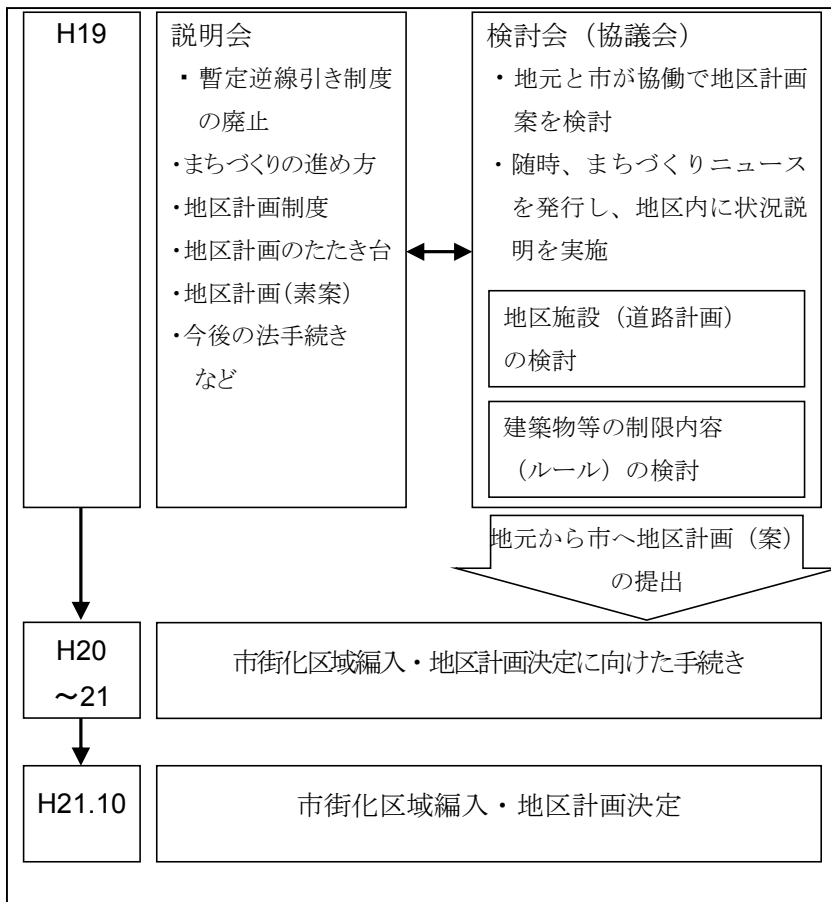 H19
説明会
・暫定逆線引き制度
の廃止
・まちづくりの進め方
・地区計画制度
・地区計画のたたき台
・地区計画(素案)
・今後の法手続き
など
検討会（協議会）
・地元と市が協働で地区計画
案を検討
・随時、まちづくりニュース
を発行し、地区内に状況説
明を実施
地区施設（道路計画）
の検討
建築物等の制限内容
（ルール）の検討
地元から市へ地区計画（案）
の提出
H20
～21
市街化区域編入・地区計画決定に向けた手続き
H21.10
市街化区域編入・地区計画決定